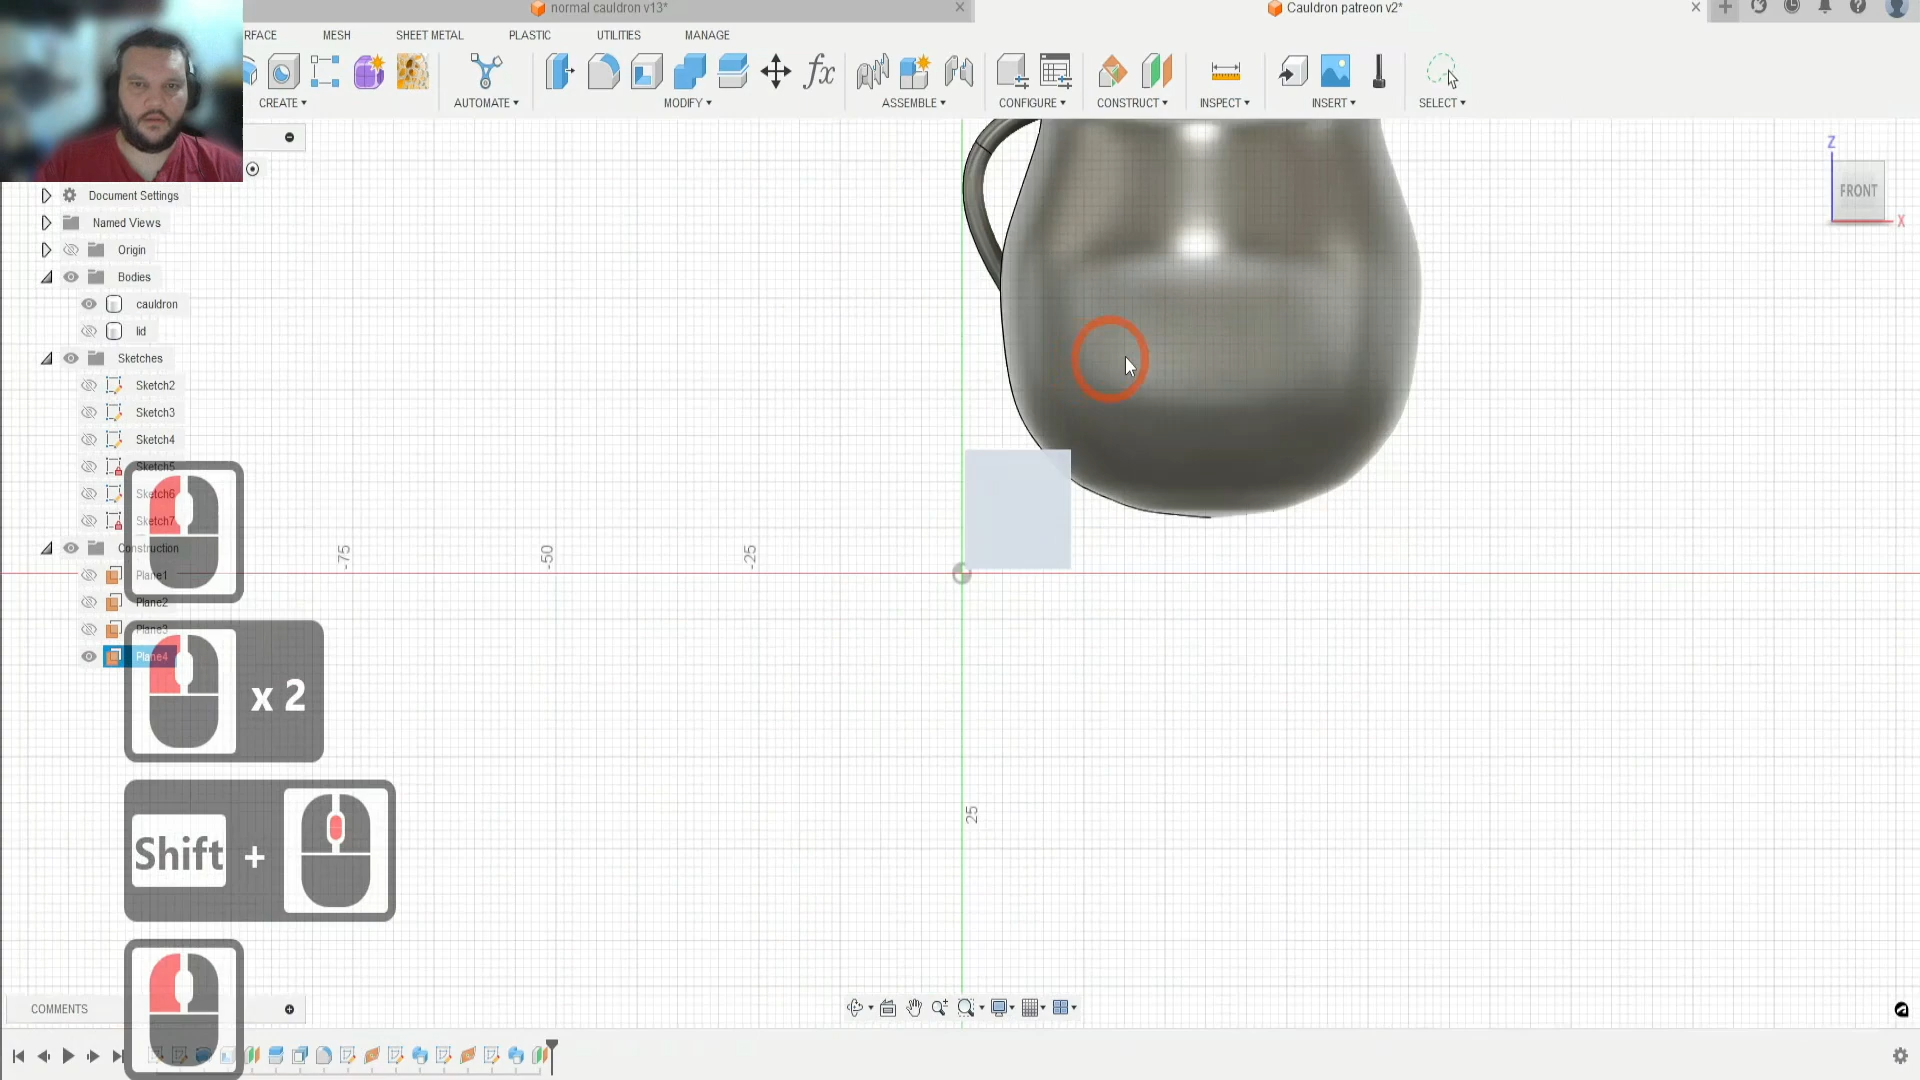 normal cauldron v13*
Cauldron patreon v2*
RFACE
MESH
SHEET METAL
PLASTIC
UTILITIES
MANAGE
CREATE
AUTOMATE
MODIFY
ASSEMBLE
CONFIGURE
CONSTRUCT
INSPECT
INSERT
SELECT
fx
Z
FRONT
X
Document Settings
Named Views
Origin
Bodies
cauldron
lid
Sketches
Sketch2
Sketch3
Sketch4
Sketch5
Sketch6
Sketch7
Construction
Plane1
Plane2
Plane3
Plane4
-75
-50
-25
25
x 2
Shift +
COMMENTS